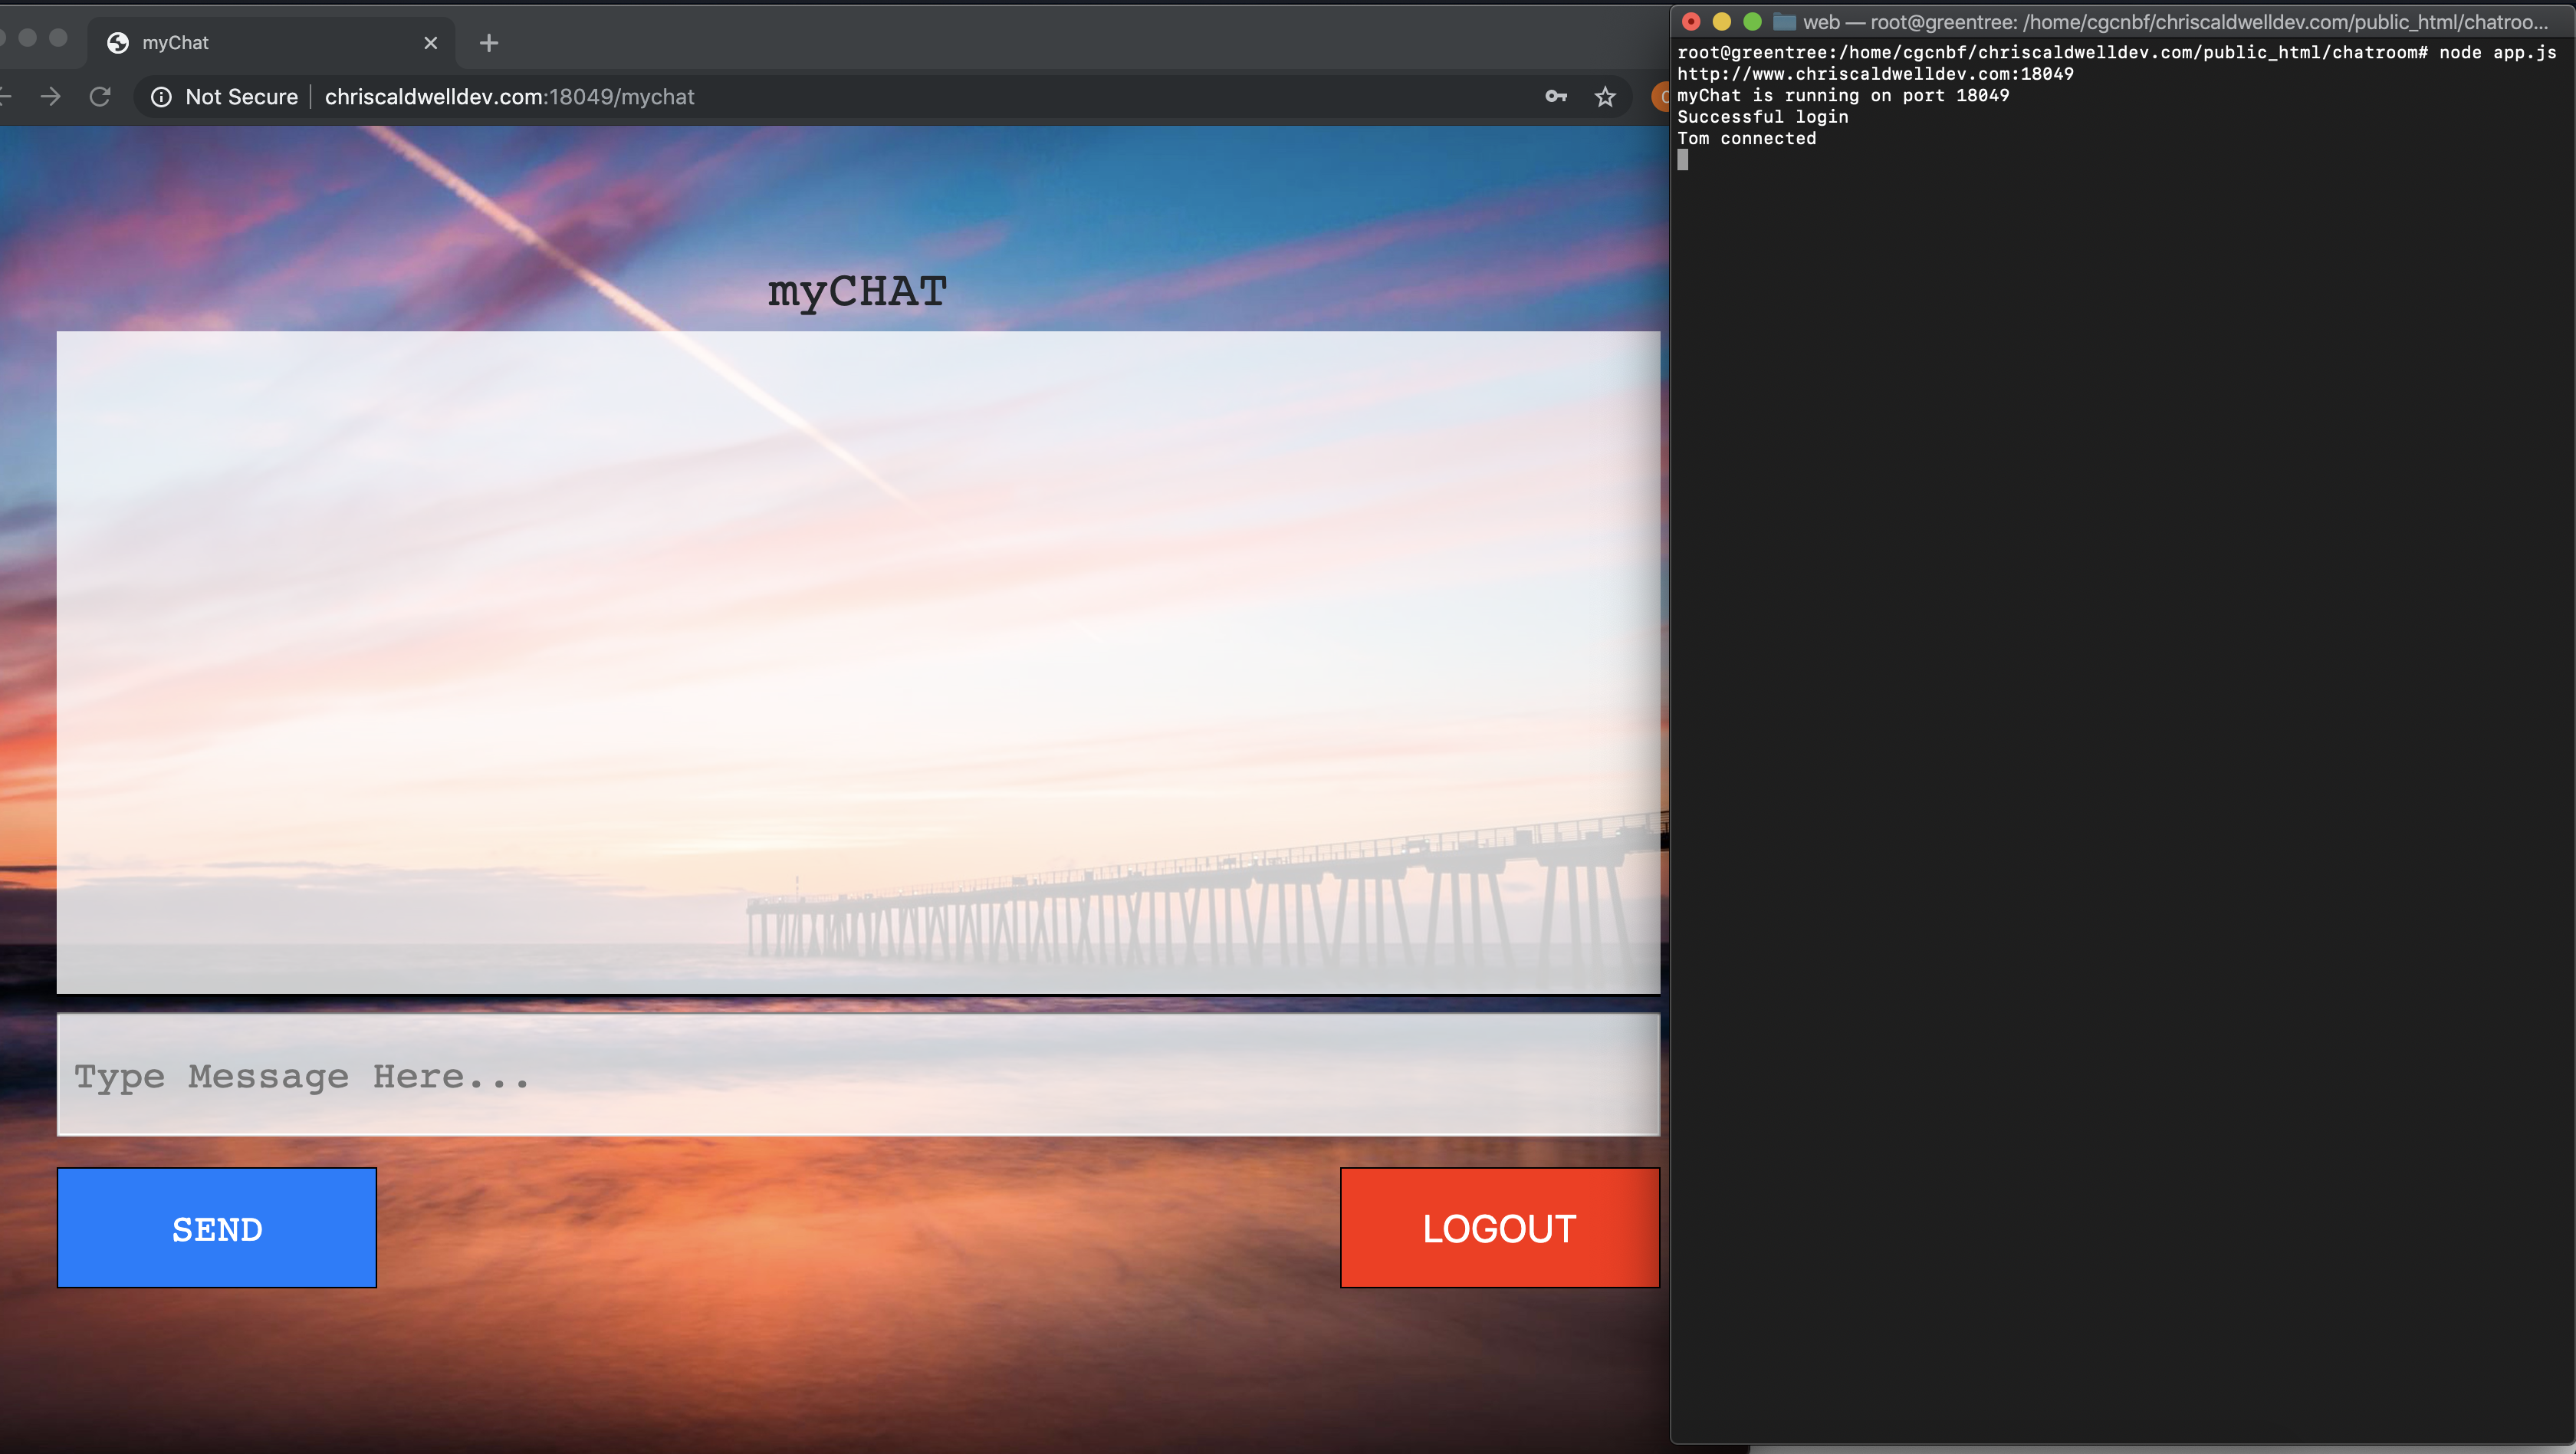 myChat
Not Secure
chriscaldwelldev.com:18049/mychat
myCHAT
Type Message Here...
SEND
LOGOUT
web — root@greentree: /home/cgcnbf/chriscaldwelldev.com/public_html/chatroo...
root@greentree:/home/cgcnbf/chriscaldwelldev.com/public_html/chatroom# node app.js
http://www.chriscaldwelldev.com:18049
myChat is running on port 18049
Successful login
Tom connected